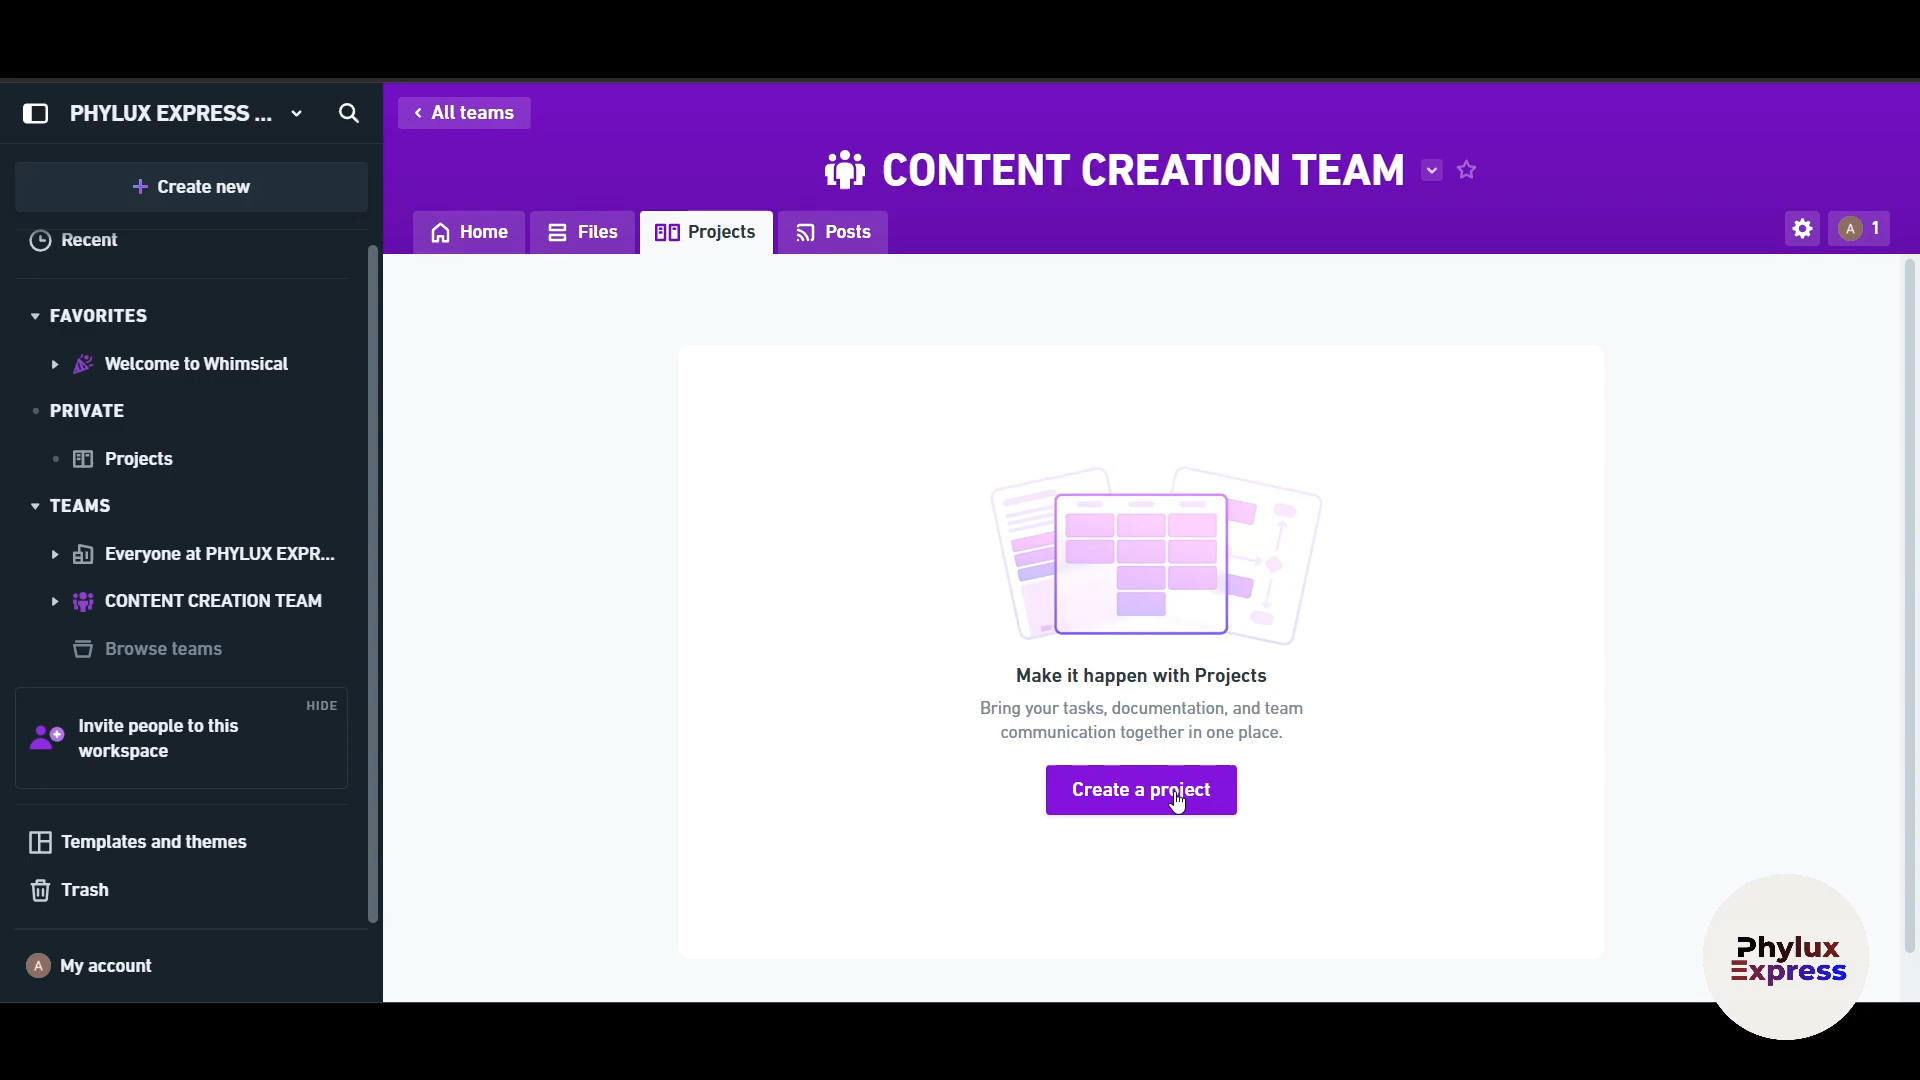 PHYLUX EXPRESS ...
Create new
Recent
FAVORITES
Welcome to Whimsical
PRIVATE
Projects
TEAMS
Everyone at PHYLUX EXPR...
CONTENT CREATION TEAM
Browse teams
HIDE
Invite people to this
workspace
Templates and themes
Trash
A My account
All teams
CONTENT CREATION TEAM
Home
Files
Projects
Posts
A 1
Make it happen with Projects
Bring your tasks, documentation, and team
communication together in one place.
Create a project
Phylux
Express